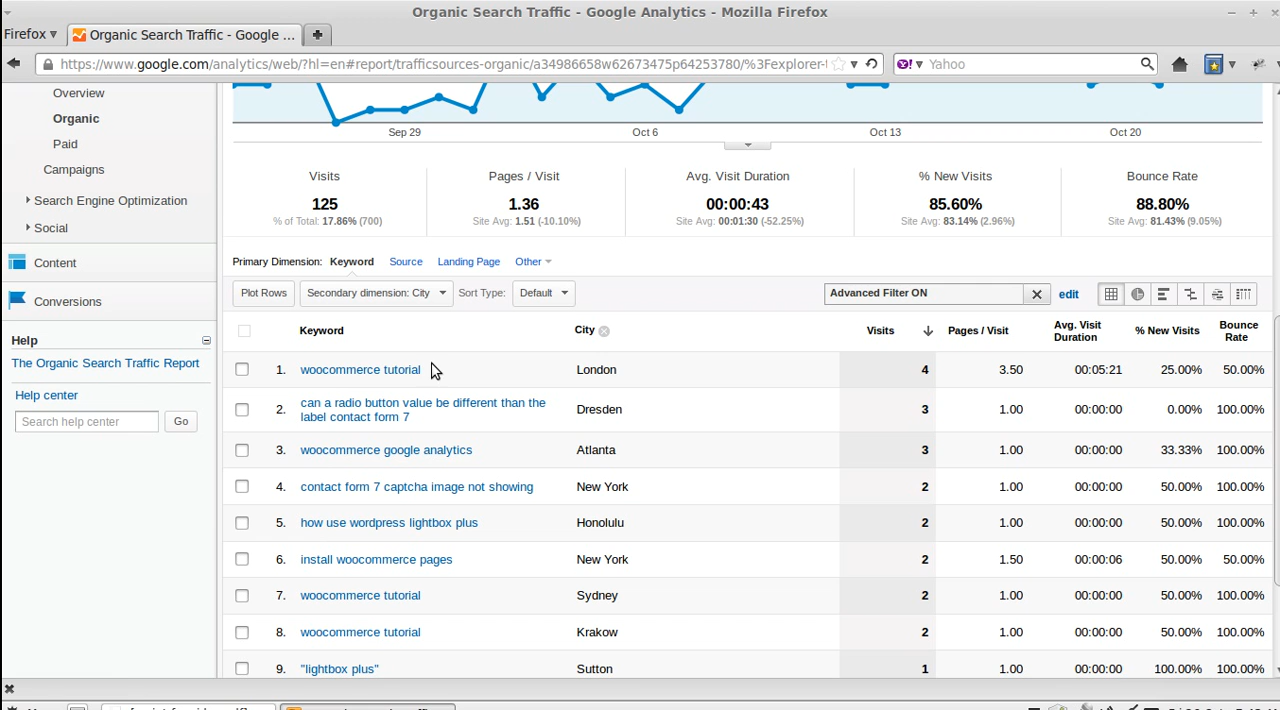 Organic Search Traffic - Google Analytics - Mozilla Firefox
Firefox
Organic Search Traffic - Google ...
https://www.google.com/analytics/web/?hl=en#report/trafficsources-organic/a34986658w62673475p64253780/%3Fexplorer-
Yahoo
Overview
Organic
Paid
Campaigns
Search Engine Optimization
Social
Content
Conversions
Help
The Organic Search Traffic Report
Help center
Search help center
Go
Sep 29 Oct 6 Oct 13 Oct 20
Visits Pages / Visit Avg. Visit Duration % New Visits Bounce Rate
125 1.36 00:00:43 85.60% 88.80%
% of Total: 17.86% (700) Site Avg: 1.51 (-10.10%) Site Avg: 00:01:30 (-52.25%) Site Avg: 83.14% (2.96%) Site Avg: 81.43% (9.05%)
Primary Dimension: Keyword Source Landing Page Other
Plot Rows Secondary dimension: City Sort Type: Default Advanced Filter ON edit
Keyword City Visits Pages / Visit Avg. Visit Duration % New Visits Bounce Rate
1. woocommerce tutorial London 4 3.50 00:05:21 25.00% 50.00%
2. can a radio button value be different than the
label contact form 7 Dresden 3 1.00 00:00:00 0.00% 100.00%
3. woocommerce google analytics Atlanta 3 1.00 00:00:00 33.33% 100.00%
4. contact form 7 captcha image not showing New York 2 1.00 00:00:00 50.00% 100.00%
5. how use wordpress lightbox plus Honolulu 2 1.00 00:00:00 50.00% 100.00%
6. install woocommerce pages New York 2 1.50 00:00:06 50.00% 50.00%
7. woocommerce tutorial Sydney 2 1.00 00:00:00 50.00% 100.00%
8. woocommerce tutorial Krakow 2 1.00 00:00:00 50.00% 100.00%
9. "lightbox plus" Sutton 1 1.00 00:00:00 100.00% 100.00%